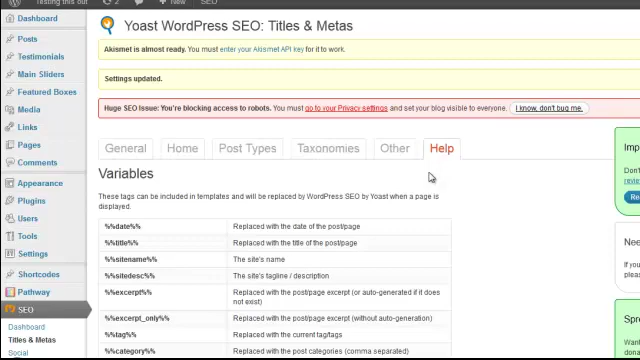 Testing this out
2
+ New
SEO
Dashboard
Posts
Testimonials
Main Sliders
Featured Boxes
Media
Links
Pages
Comments
Appearance
Plugins
Users
Tools
Settings
Shortcodes
Pathway
SEO
Dashboard
Titles & Metas
Social
Yoast WordPress SEO: Titles & Metas
Akismet is almost ready. You must enter your Akismet API key for it to work.
Settings updated.
Huge SEO Issue: You're blocking access to robots. You must go to your Privacy settings and set your blog visible to everyone. I know, don't bug me.
General Home Post Types Taxonomies Other Help
Variables
These tags can be included in templates and will be replaced by WordPress SEO by Yoast when a page is
displayed.
%%date%% Replaced with the date of the post/page
%%title%% Replaced with the title of the post/page
%%sitename%% The site's name
%%sitedesc%% The site's tagline / description
%%excerpt%% Replaced with the post/page excerpt (or auto-generated if it does
not exist)
%%excerpt_only%% Replaced with the post/page excerpt (without auto-generation)
%%tag%% Replaced with the current tag/tags
%%category%% Replaced with the post categories (comma separated)
Don't
Re
Nee
If you